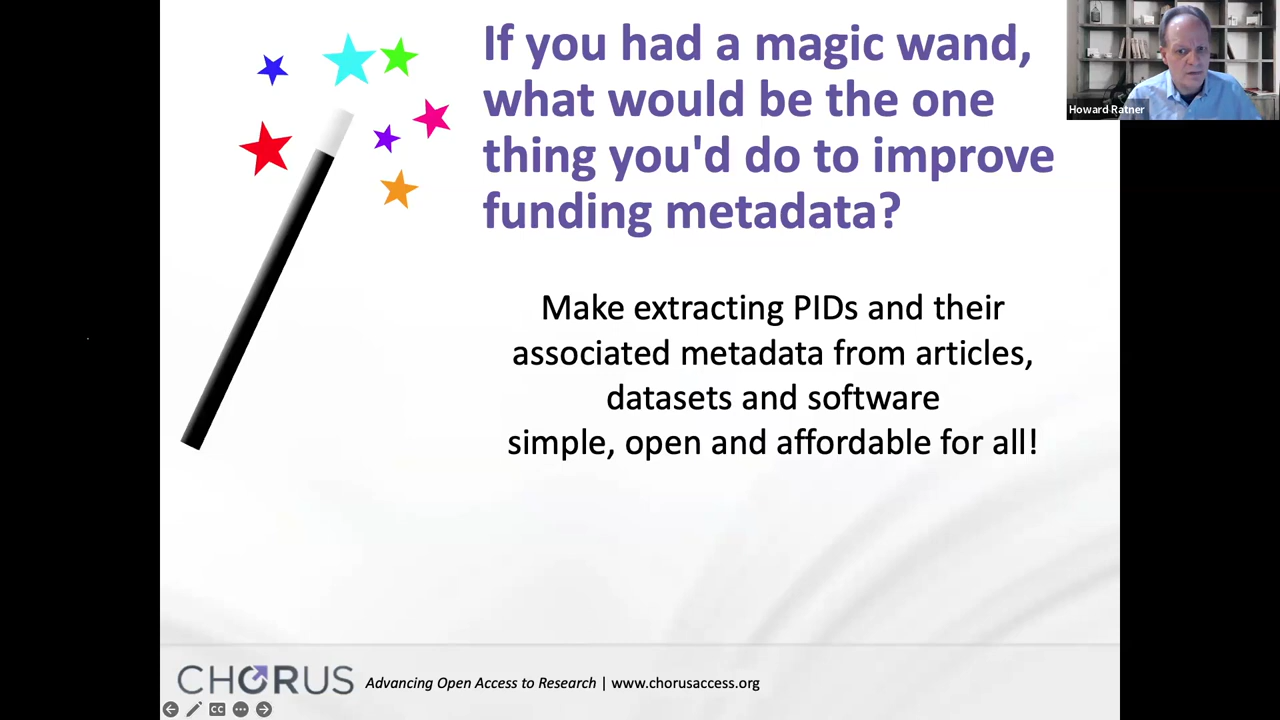 If you had a magic wand,
what would be the one
thing you'd do to improve
funding metadata?
Howard Ratner
Make extracting PIDs and their
associated metadata from articles,
datasets and software
simple, open and affordable for all!
CHORUS Advancing Open Access to Research | www.chorusaccess.org
CC